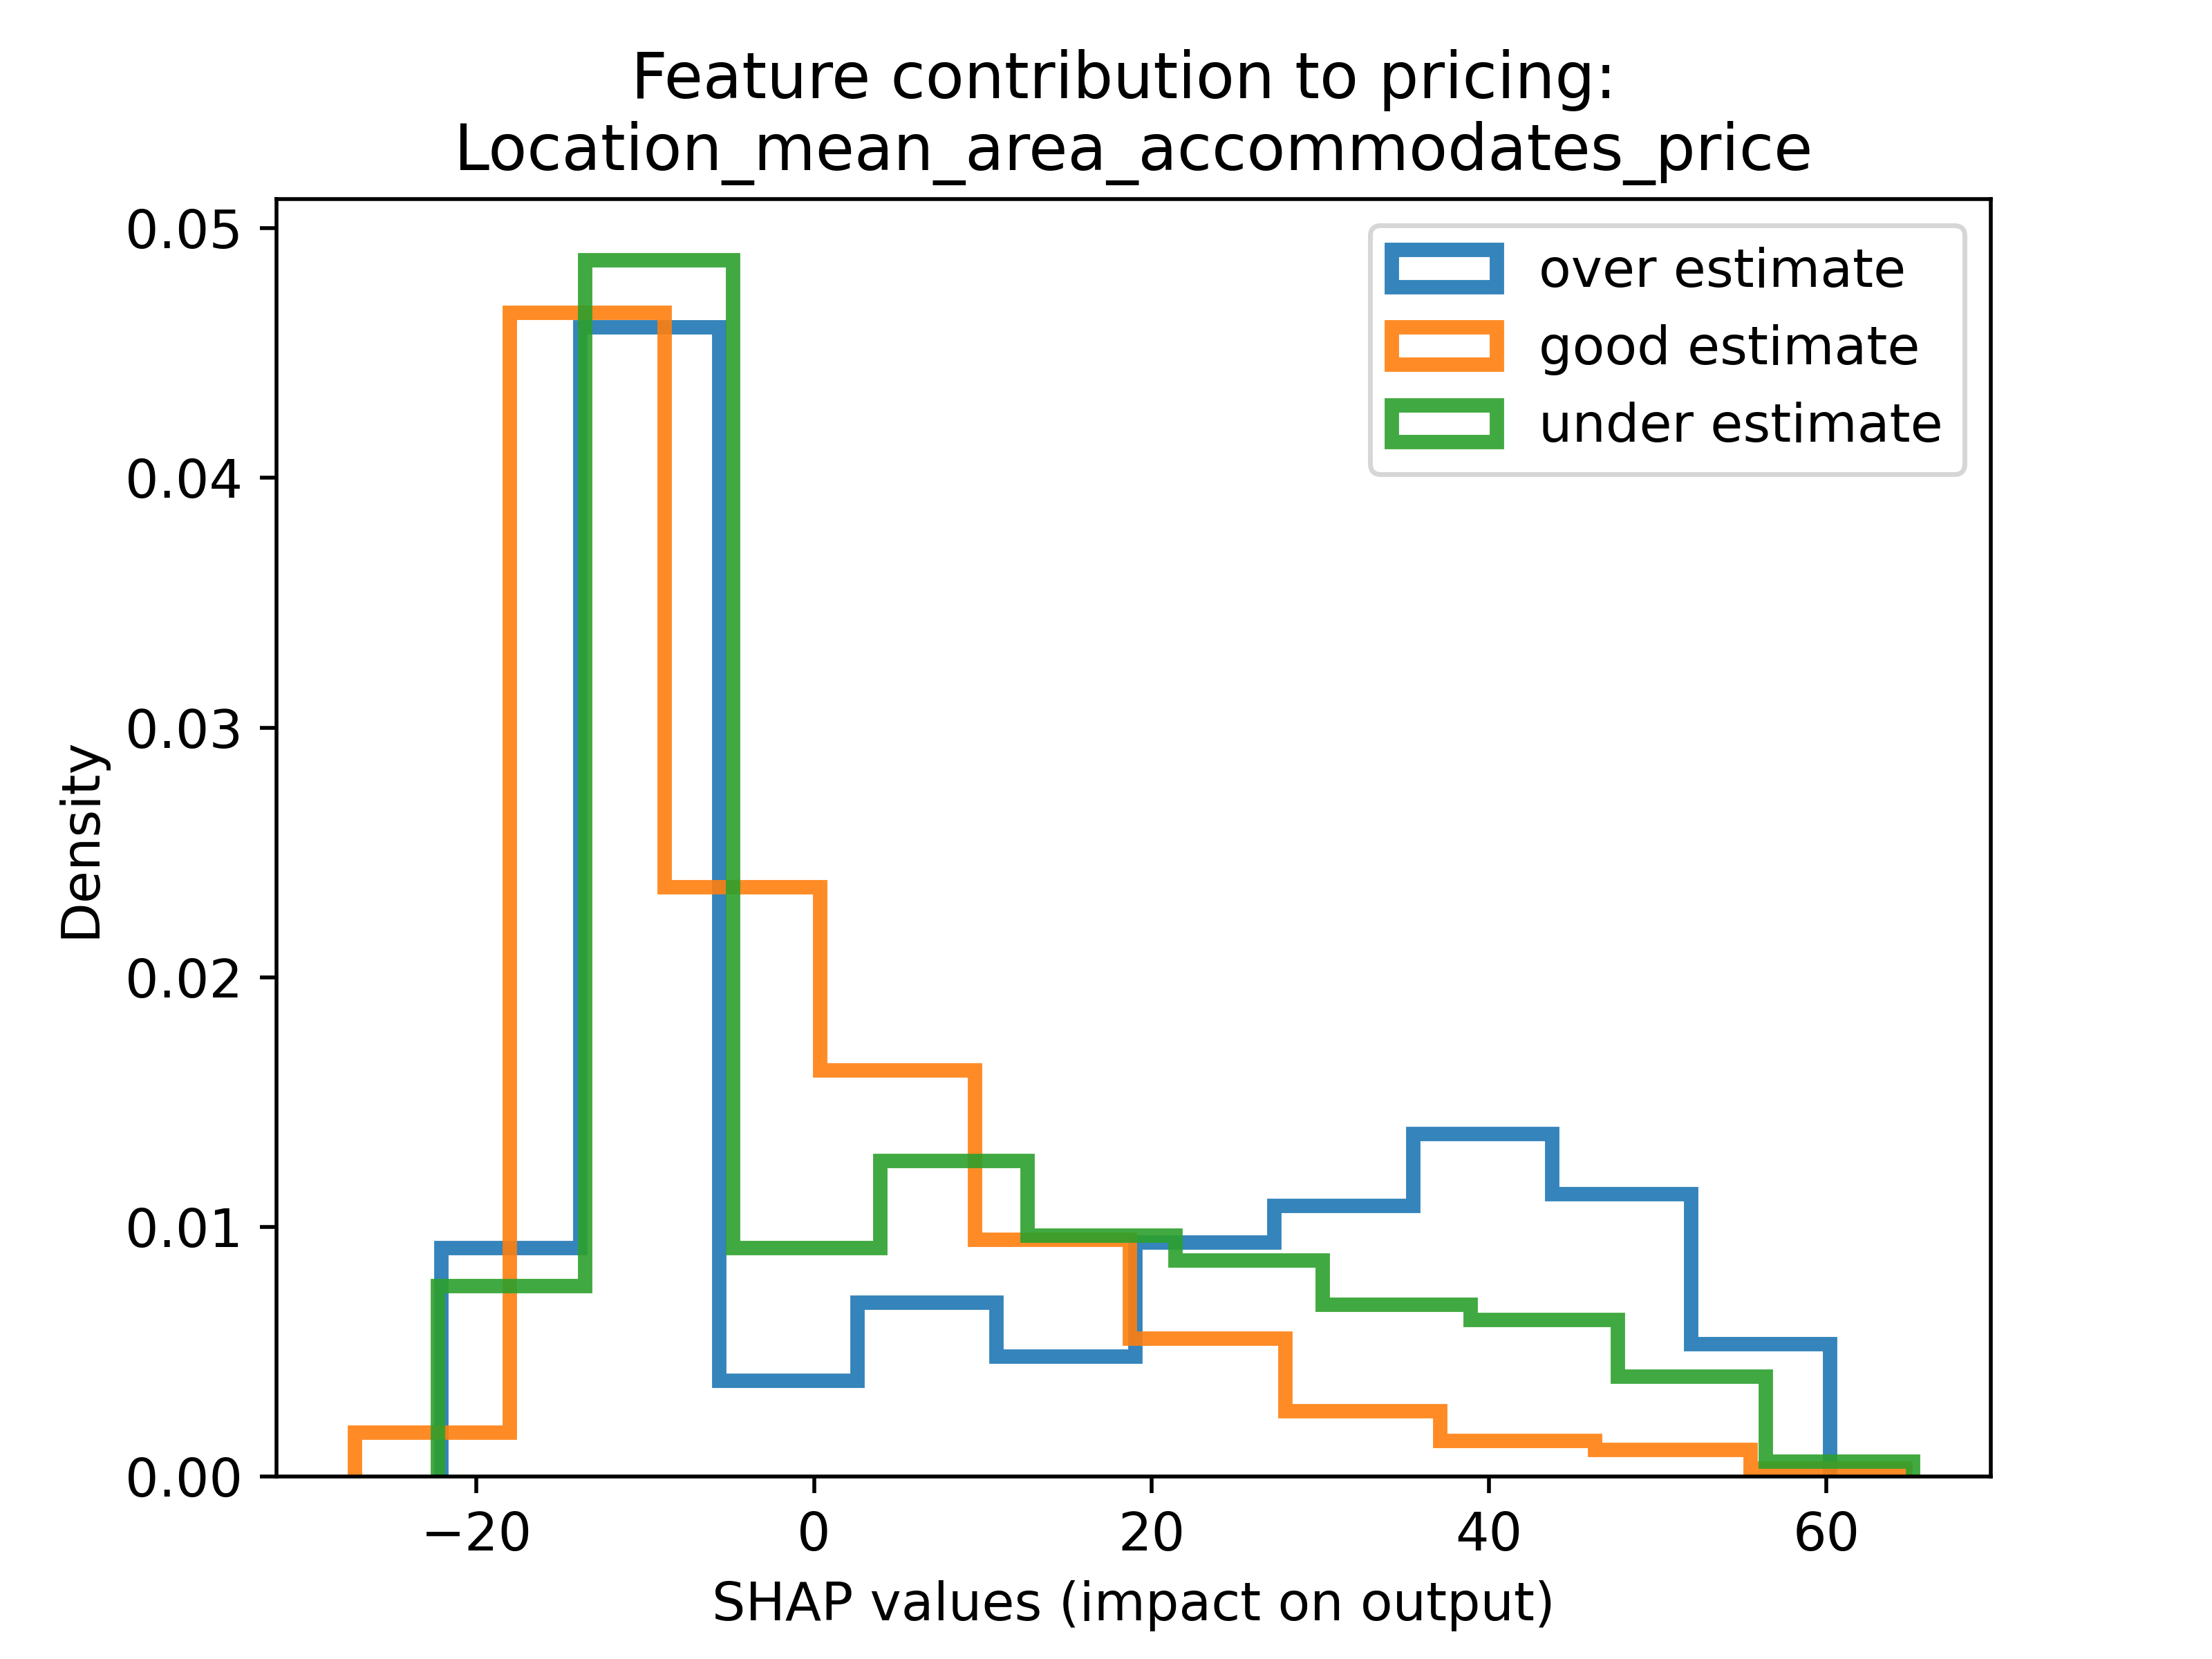 Feature contribution to pricing:
Location_mean_area_accommodates_price
over estimate
good estimate
under estimate
0.05
0.04
0.03
0.02
0.01
0.00
Density
−20
0
20
40
60
SHAP values (impact on output)